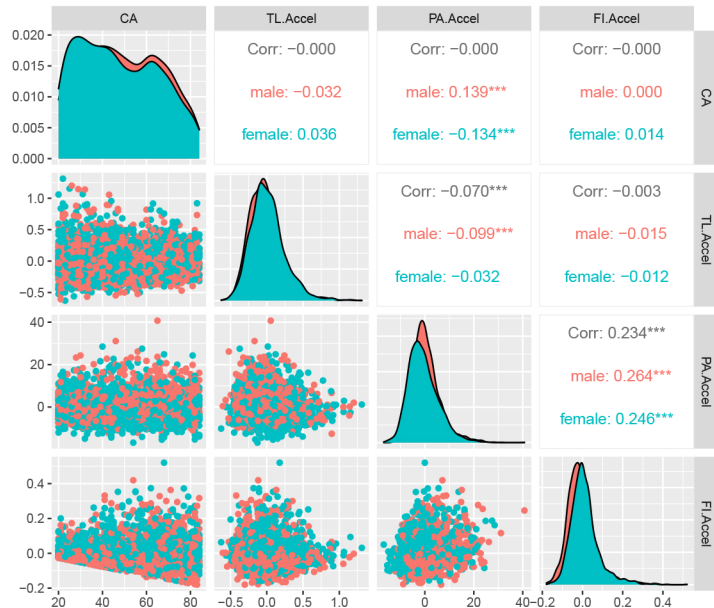 CA
TL.Accel
PA.Accel
FI.Accel
0.020
0.015
0.010
0.005
0.000
Corr: −0.000
male: −0.032
female: 0.036
Corr: −0.000
male: 0.139***
female: −0.134***
Corr: −0.000
male: 0.000
female: 0.014
CA
1.0
0.5
0.0
−0.5
Corr: −0.070***
male: −0.099***
female: −0.032
Corr: −0.003
male: −0.015
female: −0.012
TL.Accel
40
20
0
Corr: 0.234***
male: 0.264***
female: 0.246***
PA.Accel
0.4
0.2
0.0
−0.2
FI.Accel
20 40 60 80
−0.5 0.0 0.5 1.0
0 20 40
−0.2 0.0 0.2 0.4